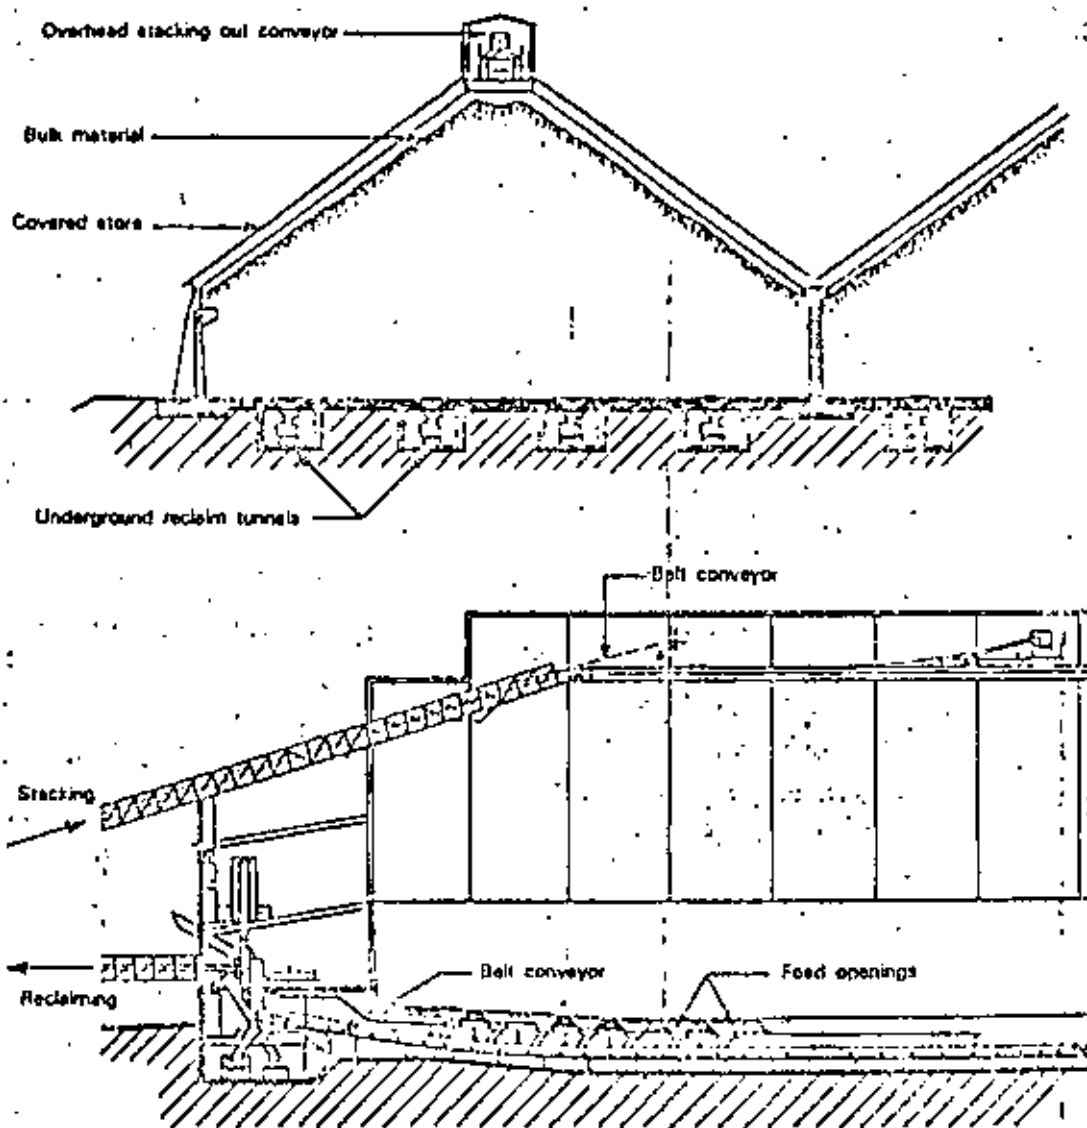 Overhead stacking out conveyor
Bulk material
Covered store
Underground reclaim tunnels
Belt conveyor
Stacking
Belt conveyor
Feed openings
Reclaiming